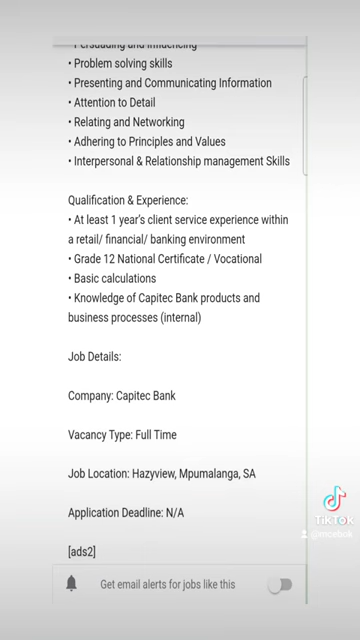 • Persuading and Influencing
• Problem solving skills
• Presenting and Communicating Information
• Attention to Detail
• Relating and Networking
• Adhering to Principles and Values
• Interpersonal & Relationship management Skills
Qualification & Experience:
• At least 1 year's client service experience within
a retail/ financial/ banking environment
• Grade 12 National Certificate / Vocational
• Basic calculations
• Knowledge of Capitec Bank products and
business processes (internal)
Job Details:
Company: Capitec Bank
Vacancy Type: Full Time
Job Location: Hazyview, Mpumalanga, SA
Application Deadline: N/A
[ads2]
Get email alerts for jobs like this
TikTok